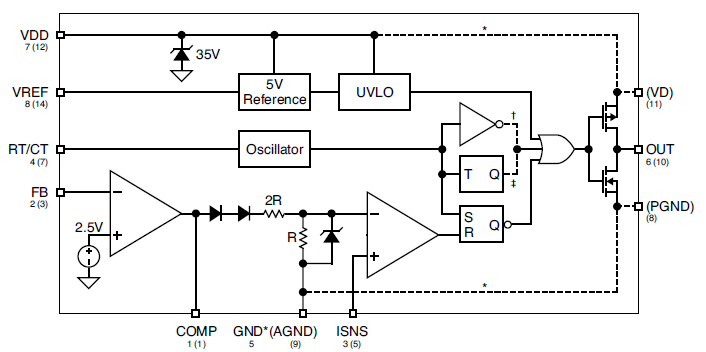 VDD
7 (12)
*
35V
VREF
8 (14)
5V
Reference
UVLO
(VD)
(11)
†
RT/CT
4 (7)
Oscillator
OUT
6 (10)
T Q
‡
FB
2 (3)
2R
−
−
(PGND)
(8)
S
R
Q
2.5V
+
R
+
*
COMP
1 (1)
GND*(AGND)
5 (9)
ISNS
3 (5)